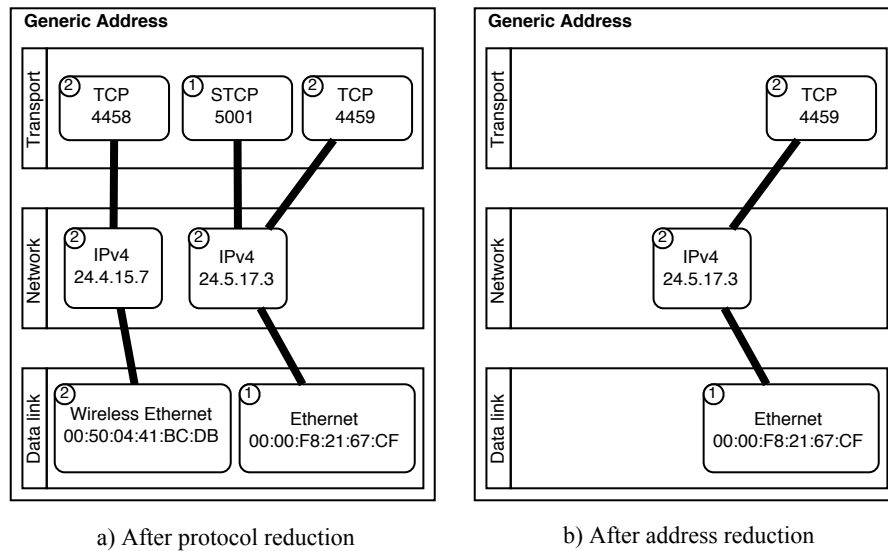 Generic Address
Transport
2
TCP
4458
1
STCP
5001
2
TCP
4459
Network
2
IPv4
24.4.15.7
2
IPv4
24.5.17.3
Data link
2
Wireless Ethernet
00:50:04:41:BC:DB
1
Ethernet
00:00:F8:21:67:CF
a) After protocol reduction
Generic Address
Transport
2
TCP
4459
Network
2
IPv4
24.5.17.3
Data link
1
Ethernet
00:00:F8:21:67:CF
b) After address reduction